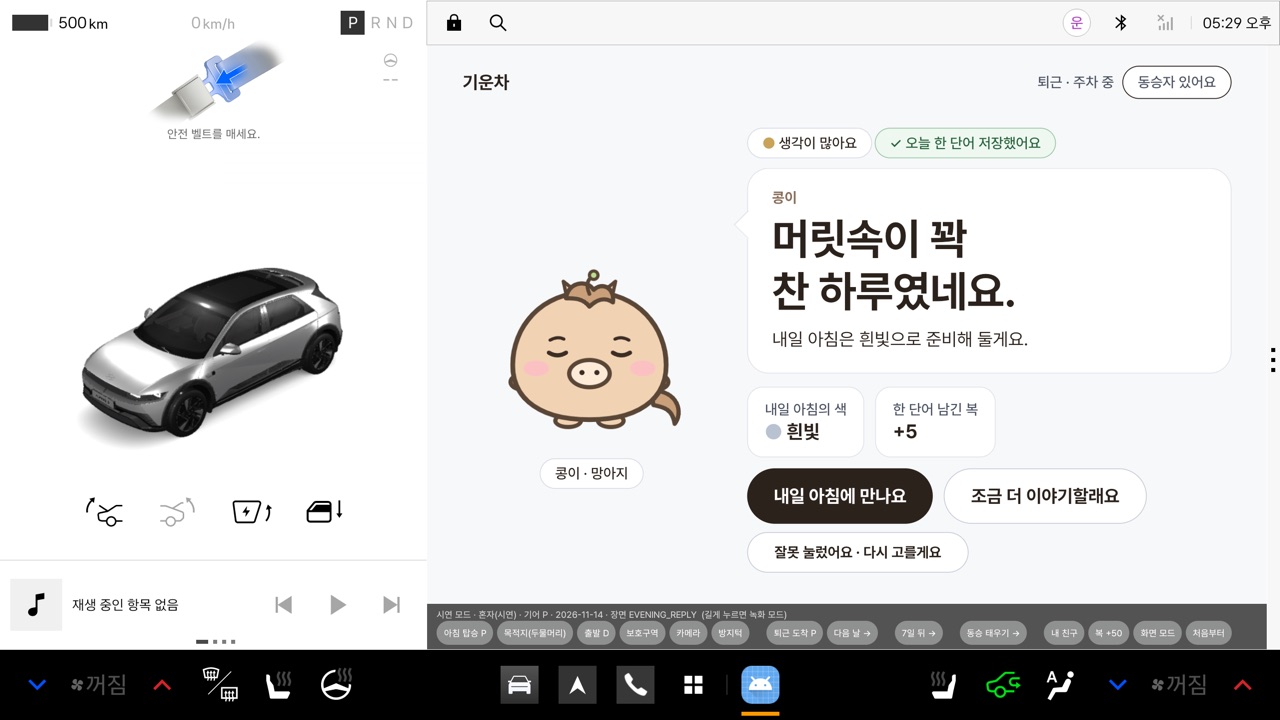 500 km
0 km/h
P R N D
안전 벨트를 매세요.
재생 중인 항목 없음
운
05:29 오후
기운차
퇴근 · 주차 중
동승자 있어요
생각이 많아요
✓ 오늘 한 단어 저장했어요
콩이
머릿속이 꽉
찬 하루였네요.
내일 아침은 흰빛으로 준비해 둘게요.
콩이 · 망아지
내일 아침의 색
흰빛
한 단어 남긴 복
+5
내일 아침에 만나요
조금 더 이야기할래요
잘못 눌렀어요 · 다시 고를게요
시연 모드 · 혼자(시연) · 기어 P · 2026-11-14 · 장면 EVENING_REPLY (길게 누르면 녹화 모드)
아침 탑승 P
목적지(두물머리)
출발 D
보호구역
카메라
방지턱
퇴근 도착 P
다음 날 →
7일 뒤 →
동승 태우기 →
내 친구
복 +50
화면 모드
처음부터
꺼짐
A
꺼짐